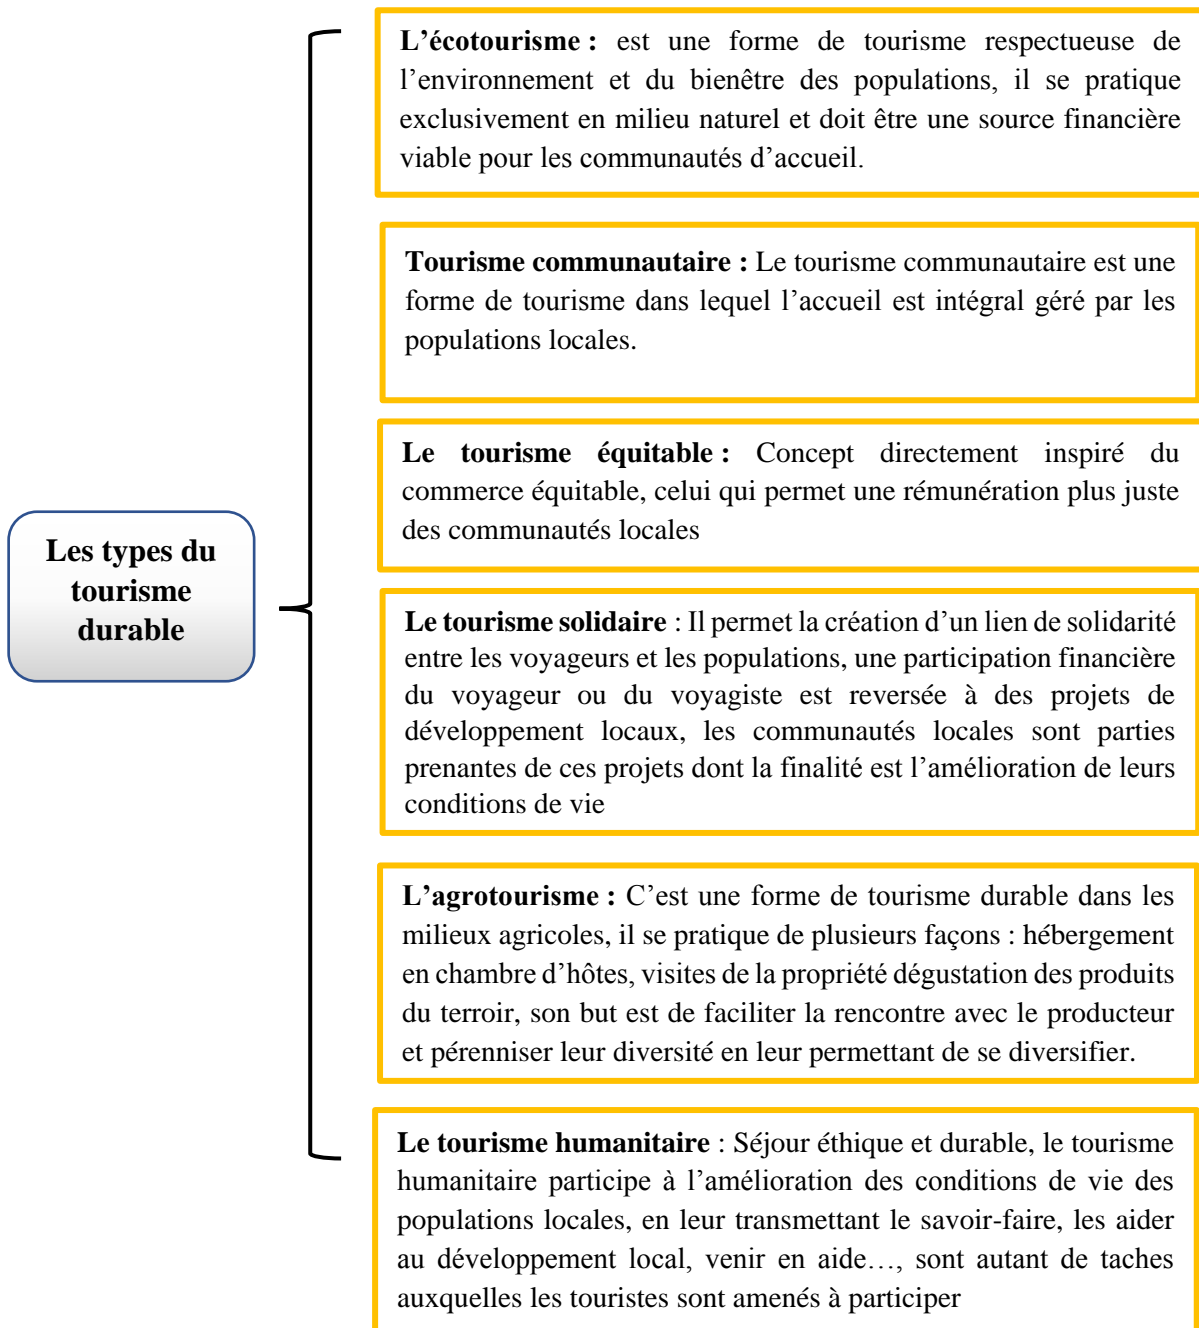 L’écotourisme : est une forme de tourisme respectueuse de
l’environnement et du bienêtre des populations, il se pratique
exclusivement en milieu naturel et doit être une source financière
viable pour les communautés d’accueil.
Tourisme communautaire : Le tourisme communautaire est une
forme de tourisme dans lequel l’accueil est intégral géré par les
populations locales.
Le tourisme équitable : Concept directement inspiré du
commerce équitable, celui qui permet une rémunération plus juste
des communautés locales
Les types du
tourisme
durable
Le tourisme solidaire : Il permet la création d’un lien de solidarité
entre les voyageurs et les populations, une participation financière
du voyageur ou du voyagiste est reversée à des projets de
développement locaux, les communautés locales sont parties
prenantes de ces projets dont la finalité est l’amélioration de leurs
conditions de vie
L’agrotourisme : C’est une forme de tourisme durable dans les
milieux agricoles, il se pratique de plusieurs façons : hébergement
en chambre d’hôtes, visites de la propriété dégustation des produits
du terroir, son but est de faciliter la rencontre avec le producteur
et pérenniser leur diversité en leur permettant de se diversifier.
Le tourisme humanitaire : Séjour éthique et durable, le tourisme
humanitaire participe à l’amélioration des conditions de vie des
populations locales, en leur transmettant le savoir-faire, les aider
au développement local, venir en aide…, sont autant de taches
auxquelles les touristes sont amenés à participer